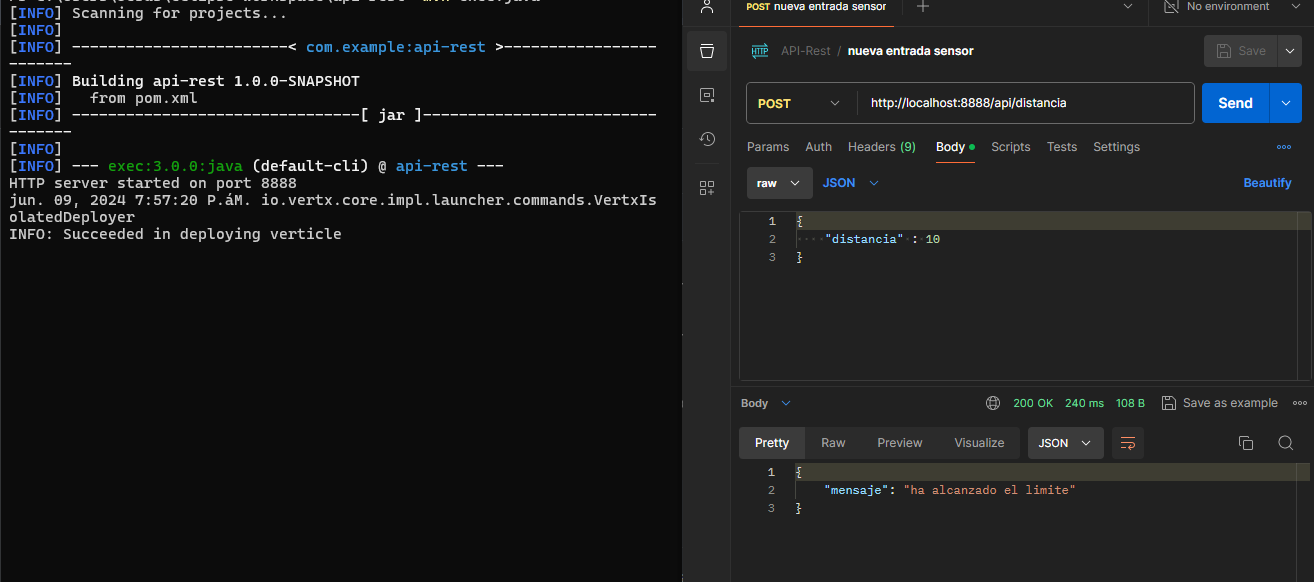 [INFO] Scanning for projects...
[INFO]
[INFO] ------------------------< com.example:api-rest >-----------------
-------
[INFO] Building api-rest 1.0.0-SNAPSHOT
[INFO]   from pom.xml
[INFO] --------------------------------[ jar ]--------------------------
-------
[INFO]
[INFO] --- exec:3.0.0:java (default-cli) @ api-rest ---
HTTP server started on port 8888
jun. 09, 2024 7:57:20 P.áM. io.vertx.core.impl.launcher.commands.VertxIs
olatedDeployer
INFO: Succeeded in deploying verticle
POST nueva entrada sensor
No environment
HTTP API-Rest / nueva entrada sensor
Save
POST http://localhost:8888/api/distancia
Send
Params Auth Headers (9) Body Scripts Tests Settings
raw JSON Beautify
1 {
2 "distancia" : 10
3 }
Body 200 OK 240 ms 108 B Save as example
Pretty Raw Preview Visualize JSON
1 {
2 "mensaje": "ha alcanzado el limite"
3 }